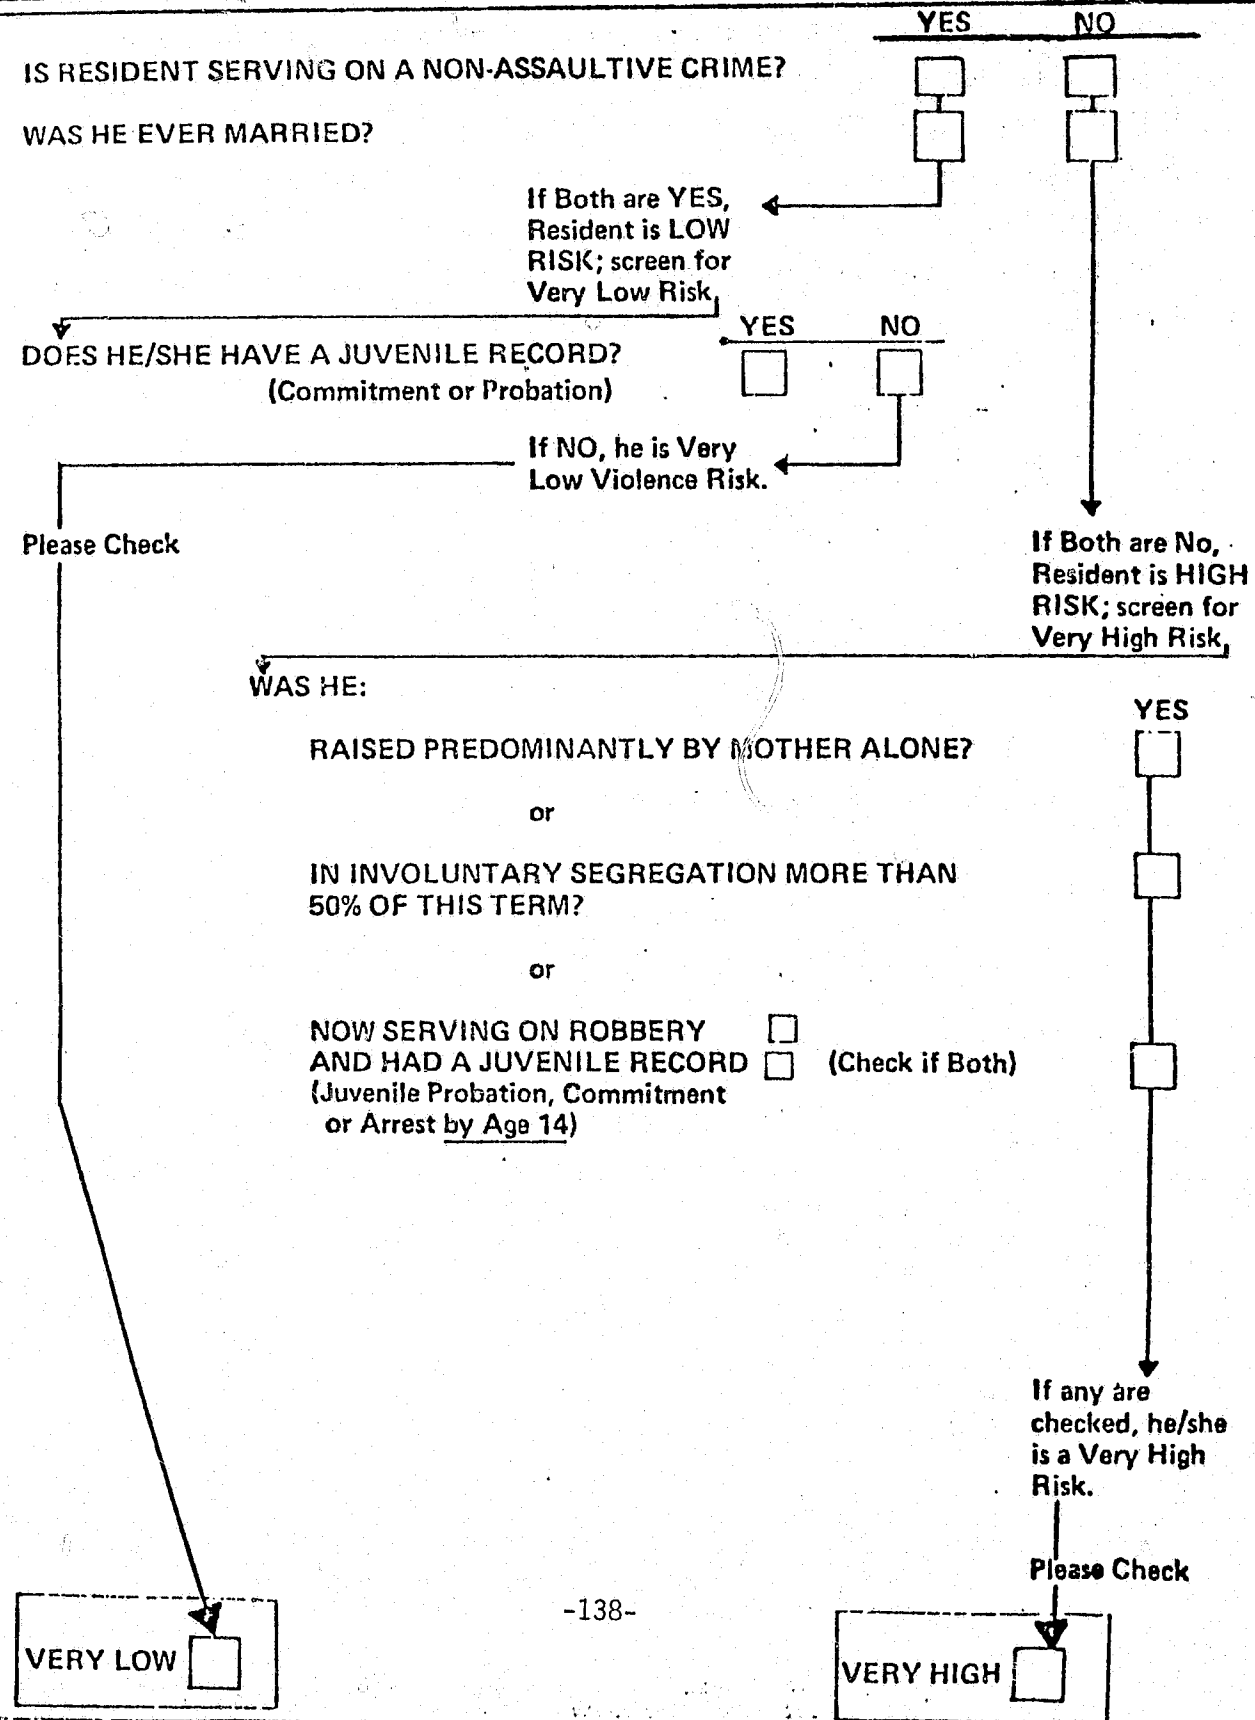 YES NO
IS RESIDENT SERVING ON A NON-ASSAULTIVE CRIME?
WAS HE EVER MARRIED?
If Both are YES,
Resident is LOW
RISK; screen for
Very Low Risk,
YES NO
DOES HE/SHE HAVE A JUVENILE RECORD?
(Commitment or Probation)
If NO, he is Very
Low Violence Risk.
Please Check
If Both are No,
Resident is HIGH
RISK; screen for
Very High Risk,
WAS HE:
YES
RAISED PREDOMINANTLY BY MOTHER ALONE?
or
IN INVOLUNTARY SEGREGATION MORE THAN
50% OF THIS TERM?
or
NOW SERVING ON ROBBERY
AND HAD A JUVENILE RECORD (Check if Both)
(Juvenile Probation, Commitment
or Arrest by Age 14)
If any are
checked, he/she
is a Very High
Risk.
Please Check
-138-
VERY LOW
VERY HIGH